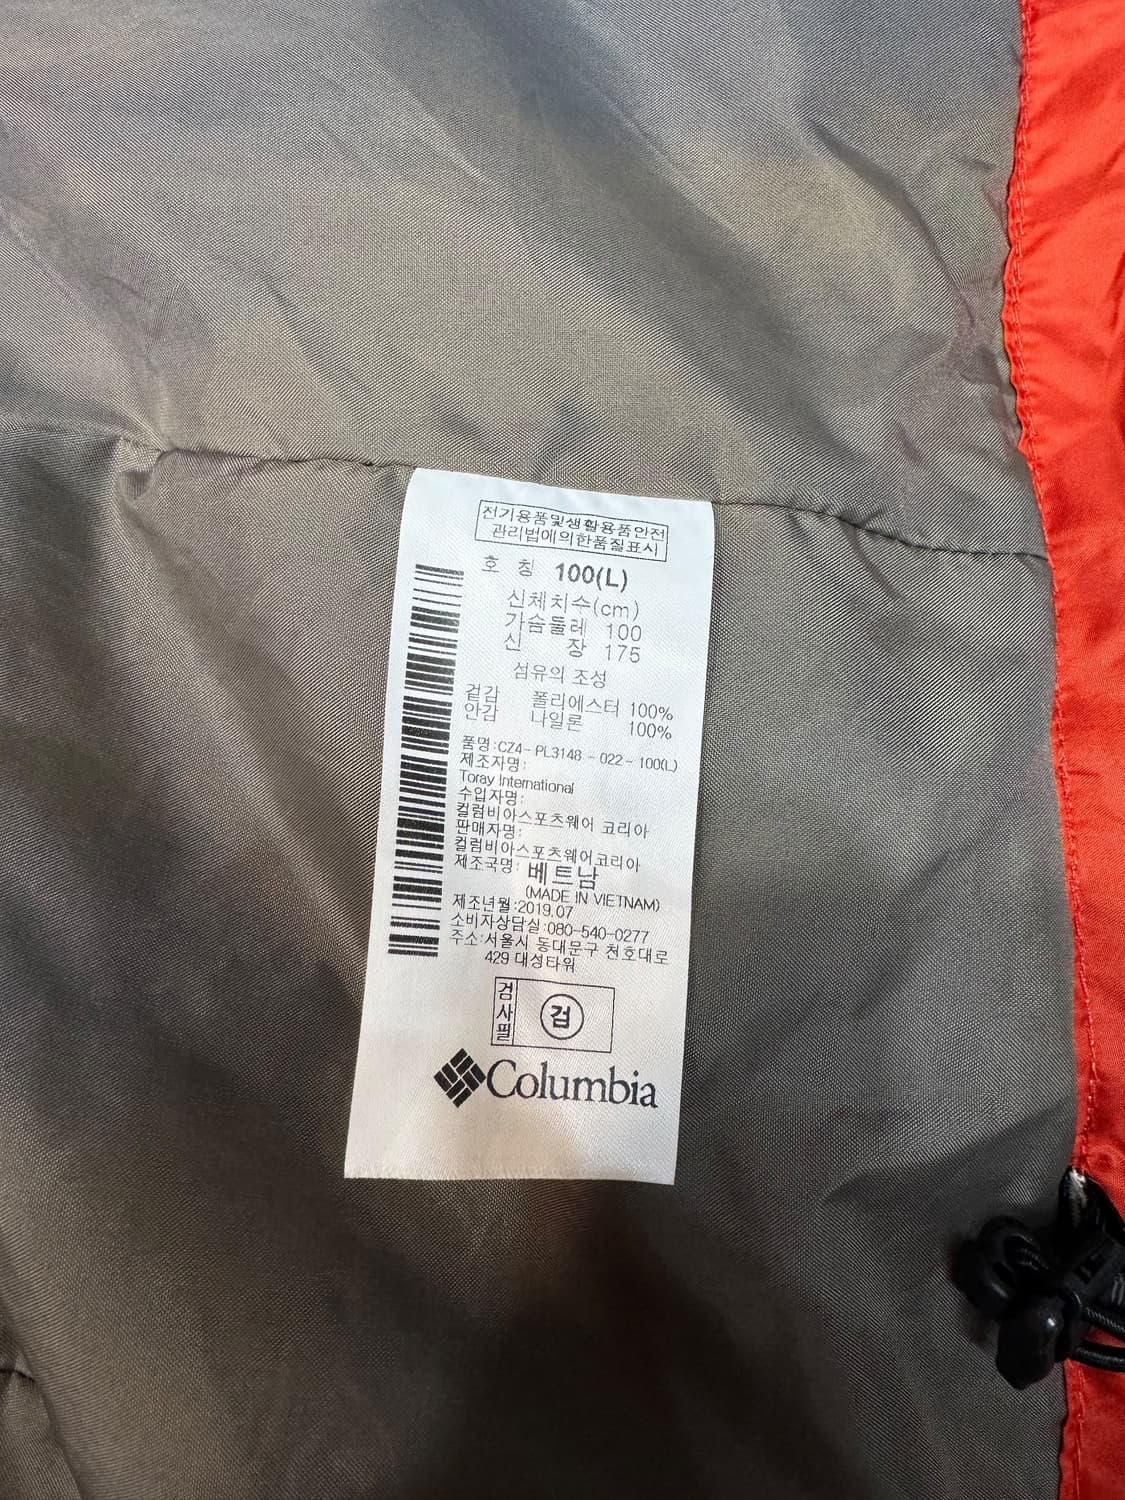 전기용품및생활용품안전
관리법에의한품질표시
호 칭 100(L)
신체치수(cm)
가슴둘레 100
신 장 175
섬유의 조성
겉감 폴리에스터 100%
안감 나일론 100%
품명:CZ4-PL3148-022-100(L)
제조자명:
Toray International
수입자명:
컬럼비아스포츠웨어 코리아
판매자명:
컬럼비아스포츠웨어코리아
제조국명: 베트남
(MADE IN VIETNAM)
제조년월:2019.07
소비자상담실:080-540-0277
주소:서울시 동대문구 천호대로
429 대성타워
검사필
검
Columbia